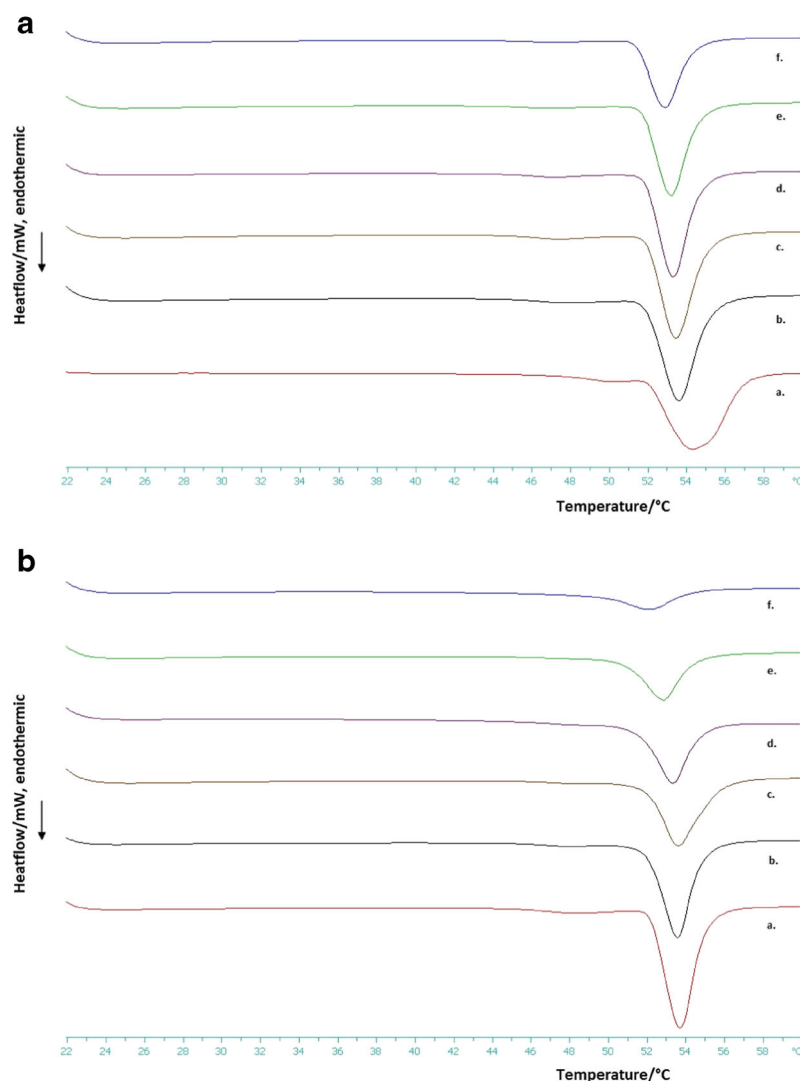 a
f.
e.
d.
c.
b.
a.
Heatflow/mW, endothermic
22 24 26 28 30 32 34 36 38 40 42 44 46 48 50 52 54 56 58 °C
Temperature/°C
b
f.
e.
d.
c.
b.
a.
Heatflow/mW, endothermic
22 24 26 28 30 32 34 36 38 40 42 44 46 48 50 52 54 56 58 °C
Temperature/°C